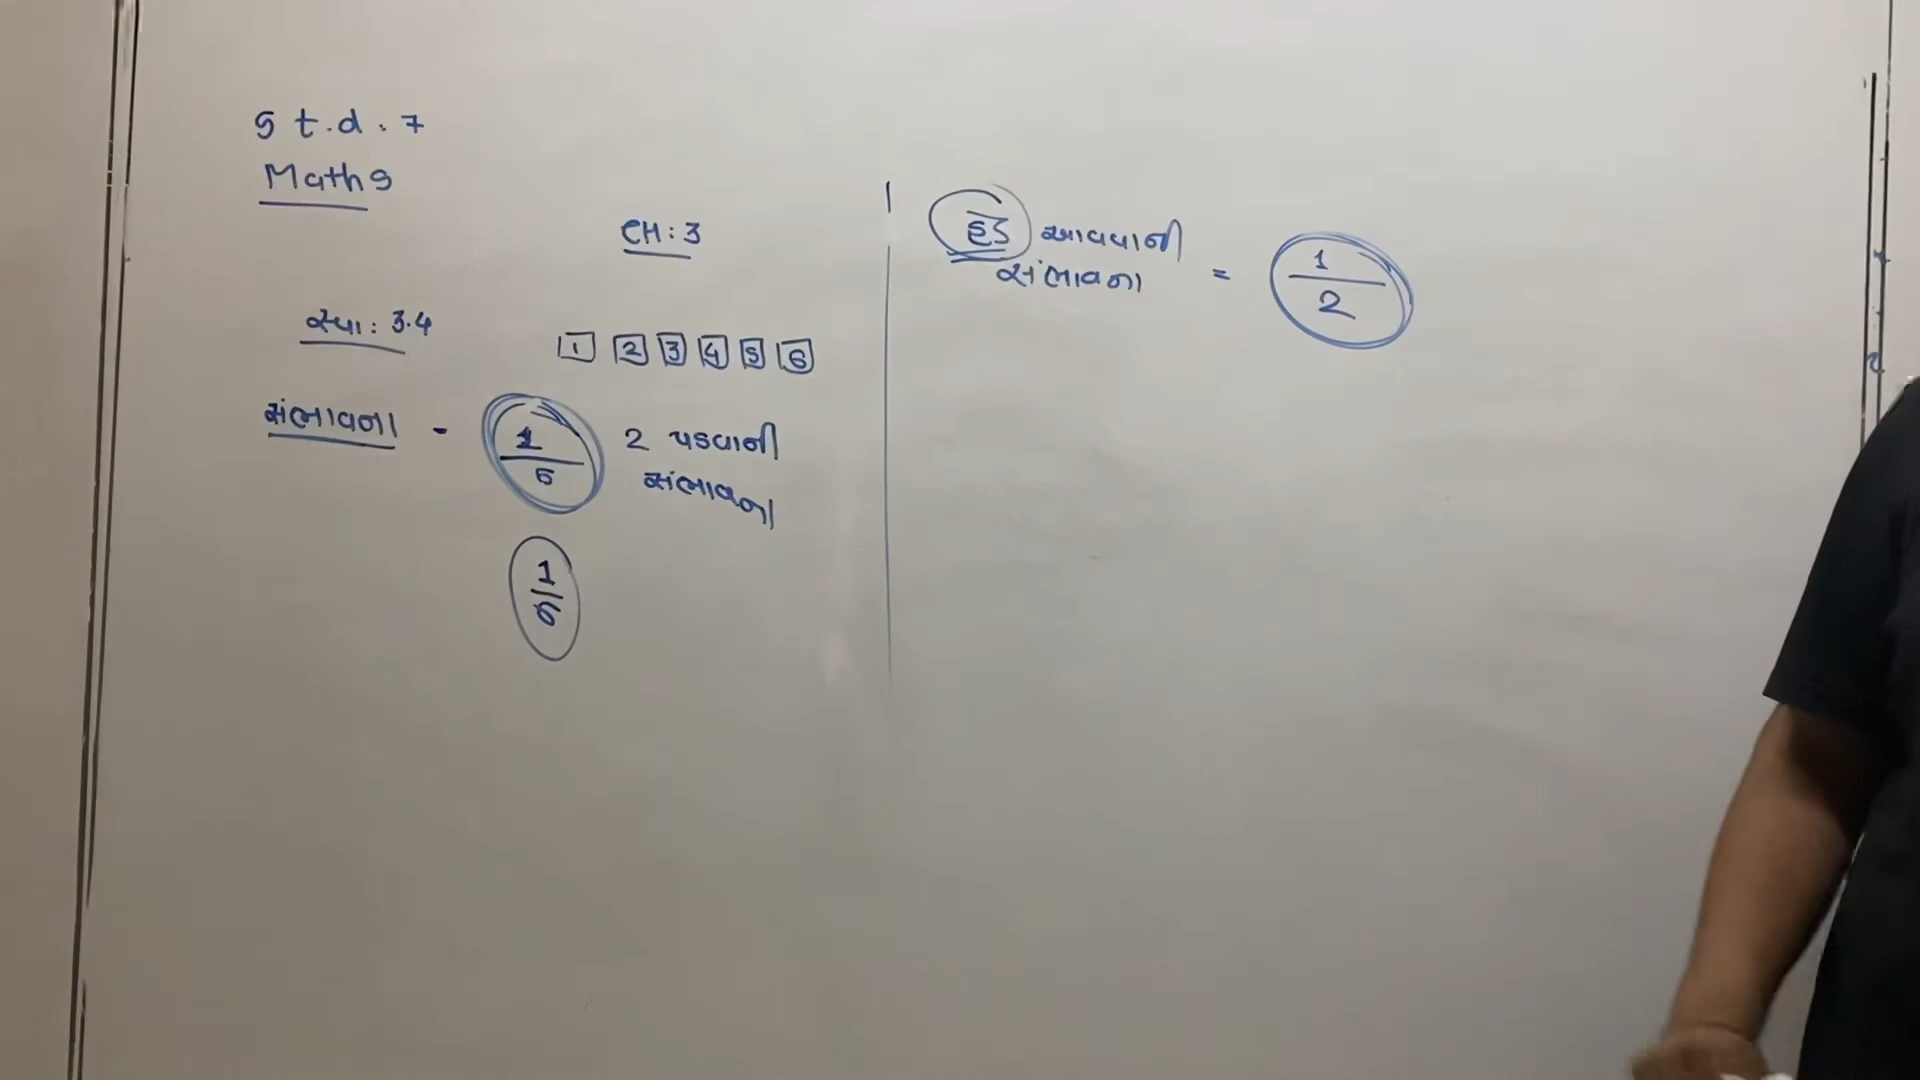 std. 7
Maths
CH: 3
સ્વા: 3.4
1 2 3 4 5 6
સંભાવના - 1/6
2 પડવાની
સંભાવના
1/6
હેડ આવવાની
સંભાવના = 1/2